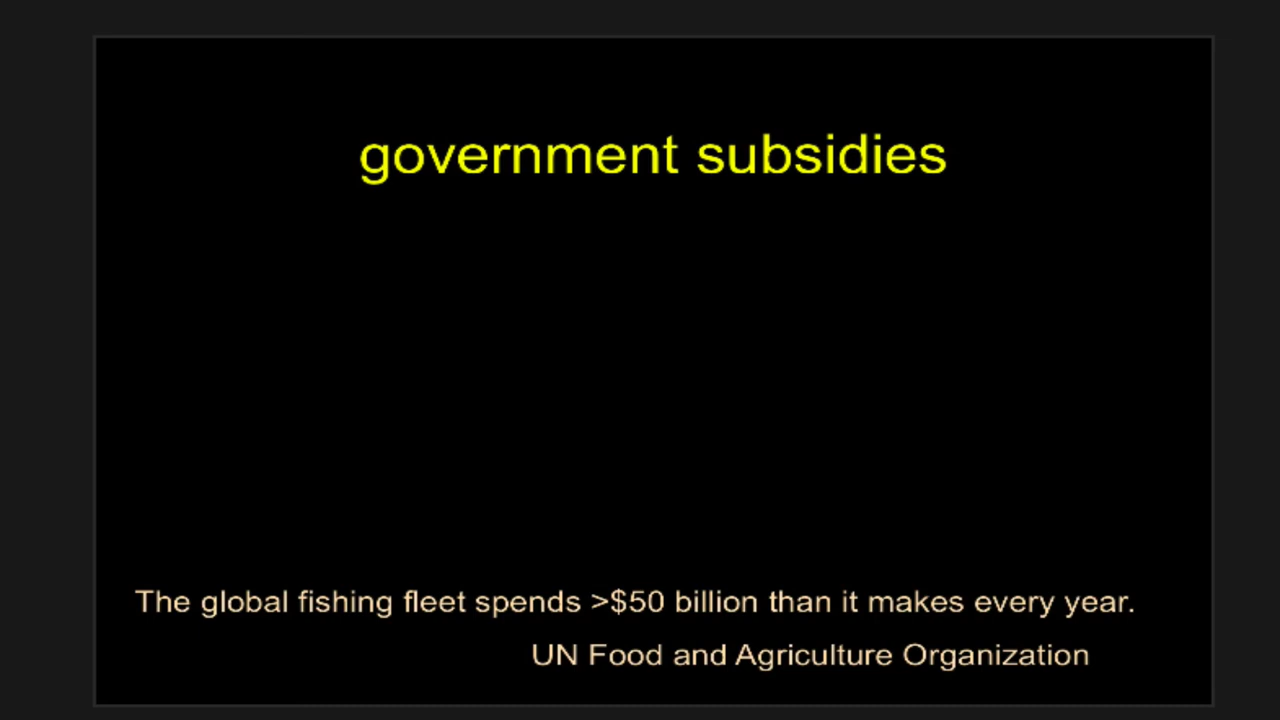 government subsidies
The global fishing fleet spends >$50 billion than it makes every year.
UN Food and Agriculture Organization